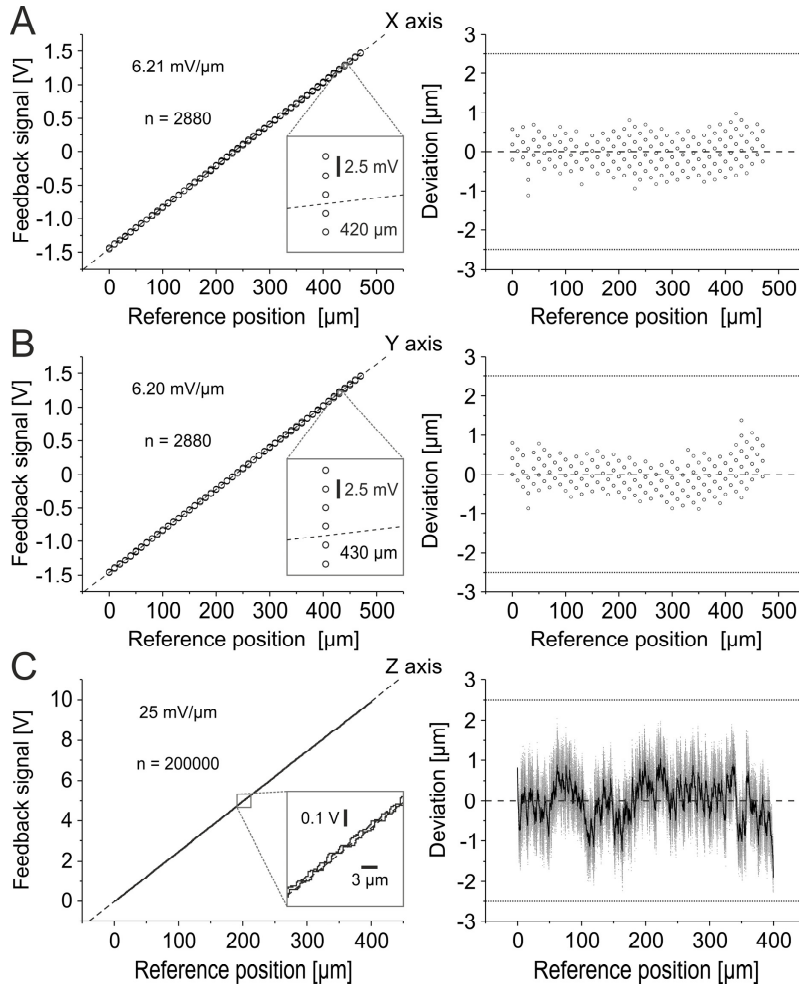 A
X axis
Feedback signal [V]
1.5
1.0
0.5
0
-0.5
-1.0
-1.5
6.21 mV/µm
n = 2880
2.5 mV
420 µm
0 100 200 300 400 500
Reference position [µm]
Deviation [µm]
3
2
1
0
-1
-2
-3
0 100 200 300 400 500
Reference position [µm]
B
Y axis
Feedback signal [V]
1.5
1.0
0.5
0
-0.5
-1.0
-1.5
6.20 mV/µm
n = 2880
2.5 mV
430 µm
0 100 200 300 400 500
Reference position [µm]
Deviation [µm]
3
2
1
0
-1
-2
-3
0 100 200 300 400 500
Reference position [µm]
C
Z axis
Feedback signal [V]
10
8
6
4
2
0
25 mV/µm
n = 200000
0.1 V
3 µm
0 100 200 300 400
Reference position [µm]
Deviation [µm]
3
2
1
0
-1
-2
-3
0 100 200 300 400
Reference position [µm]